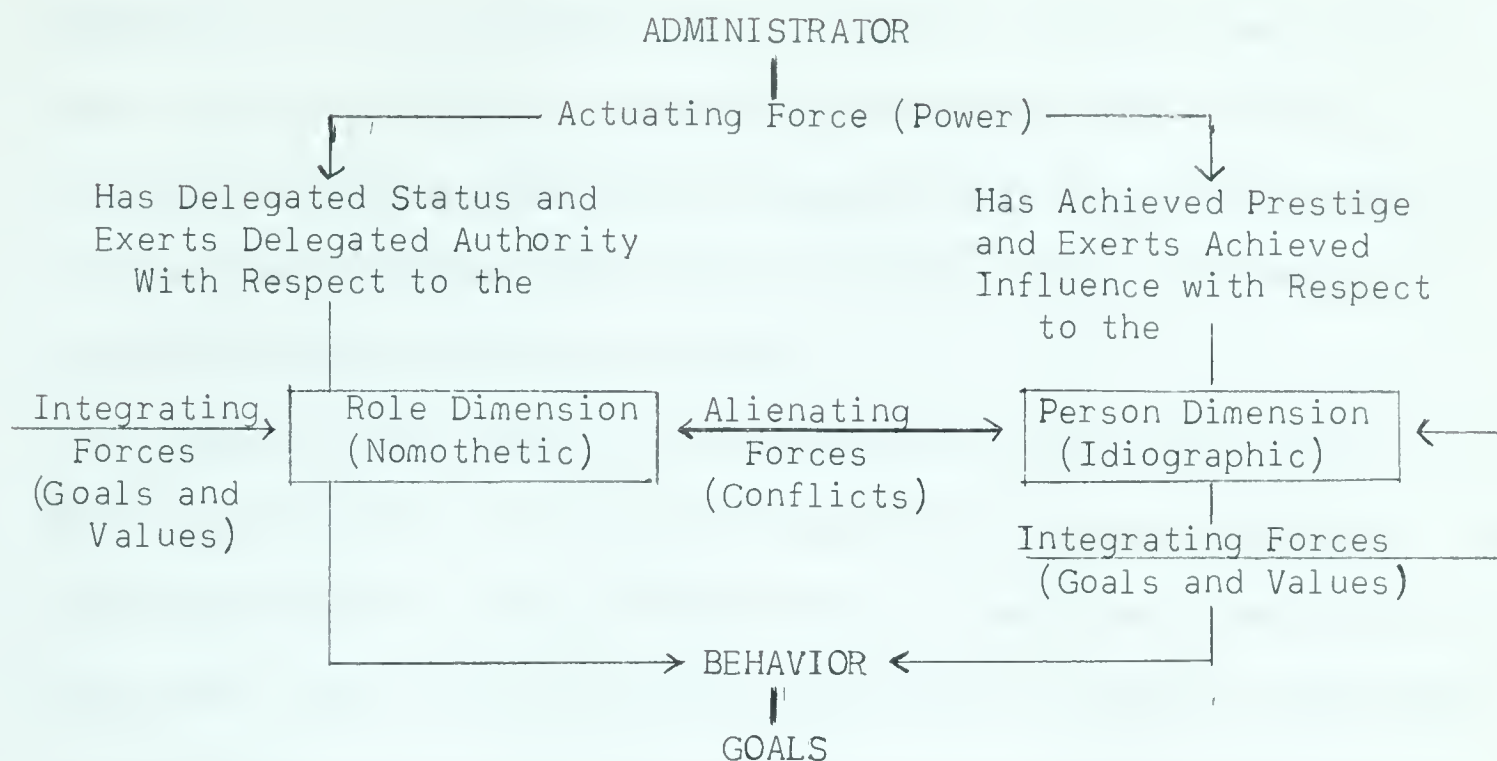 ADMINISTRATOR
Actuating Force (Power)
Has Delegated Status and
Exerts Delegated Authority
With Respect to the
Has Achieved Prestige
and Exerts Achieved
Influence with Respect
to the
Integrating
Forces
(Goals and
Values)
Role Dimension
(Nomothetic)
Alienating
Forces
(Conflicts)
Person Dimension
(Idiographic)
Integrating Forces
(Goals and Values)
BEHAVIOR
GOALS